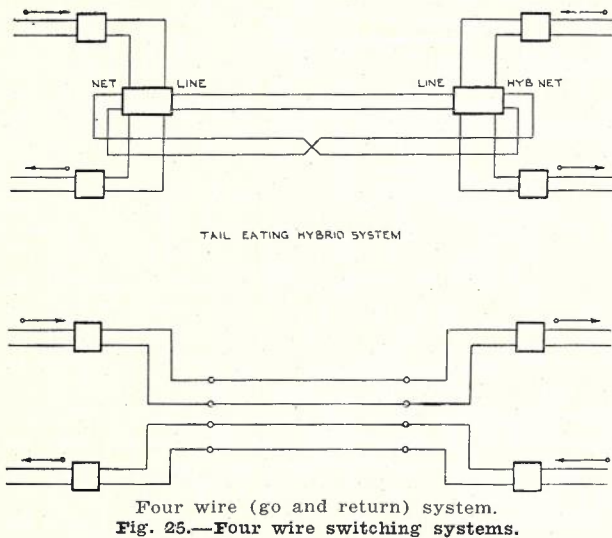 NET LINE LINE HYB NET
TAIL EATING HYBRID SYSTEM
Four wire (go and return) system.
Fig. 25.—Four wire switching systems.